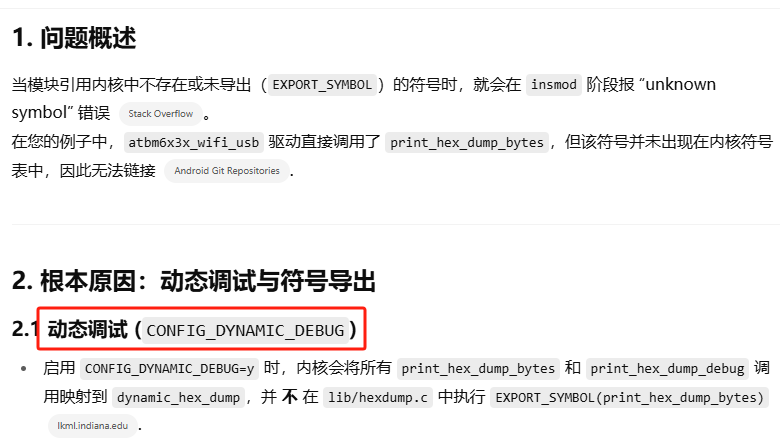 1. 问题概述
当模块引用内核中不存在或未导出（EXPORT_SYMBOL）的符号时，就会在 insmod 阶段报 “unknown
symbol” 错误 Stack Overflow 。
在您的例子中，atbm6x3x_wifi_usb 驱动直接调用了 print_hex_dump_bytes，但该符号并未出现在内核符号
表中，因此无法链接 Android Git Repositories .
2. 根本原因：动态调试与符号导出
2.1 动态调试 (CONFIG_DYNAMIC_DEBUG)
• 启用 CONFIG_DYNAMIC_DEBUG=y 时，内核会将所有 print_hex_dump_bytes 和 print_hex_dump_debug 调
用映射到 dynamic_hex_dump，并 不 在 lib/hexdump.c 中执行 EXPORT_SYMBOL(print_hex_dump_bytes)
lkml.indiana.edu .